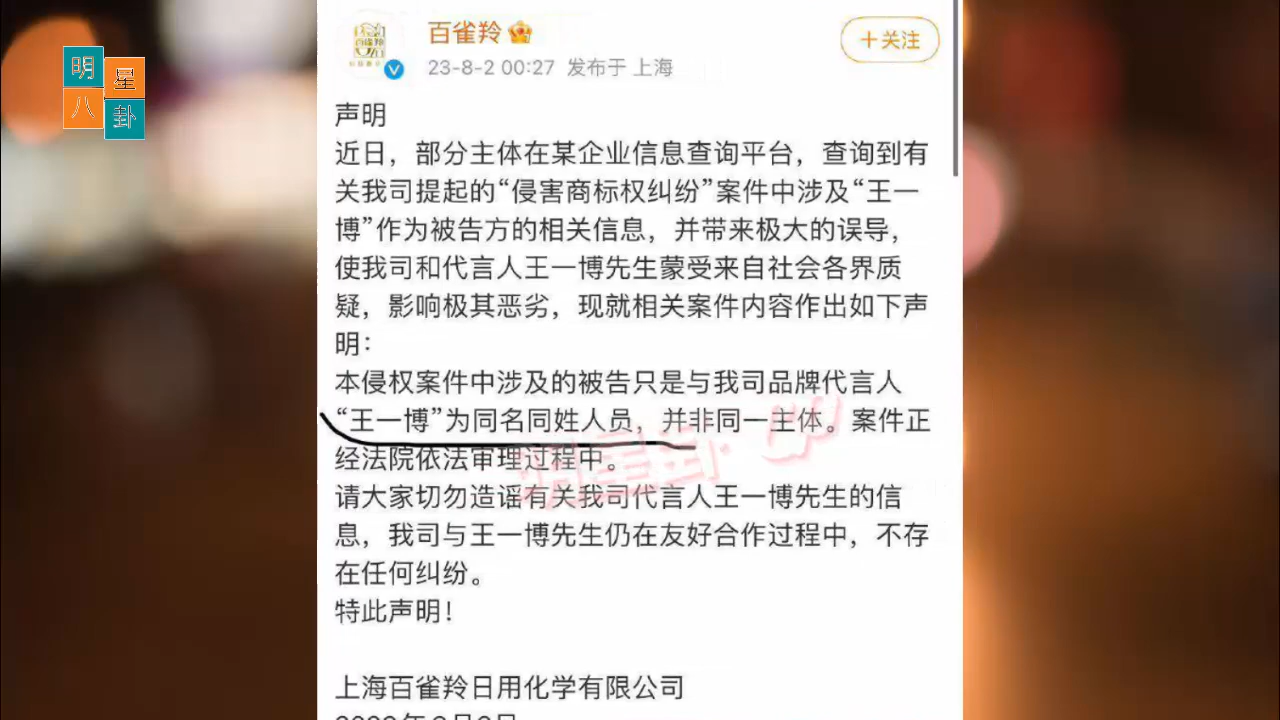 明星
八卦
百雀羚
23-8-2 00:27 发布于 上海
+关注
声明
近日，部分主体在某企业信息查询平台，查询到有
关我司提起的“侵害商标权纠纷”案件中涉及“王一
博”作为被告方的相关信息，并带来极大的误导，
使我司和代言人王一博先生蒙受来自社会各界质
疑，影响极其恶劣，现就相关案件内容作出如下声
明：
本侵权案件中涉及的被告只是与我司品牌代言人
“王一博”为同名同姓人员，并非同一主体。案件正
经法院依法审理过程中。
请大家切勿造谣有关我司代言人王一博先生的信
息，我司与王一博先生仍在友好合作过程中，不存
在任何纠纷。
特此声明！
上海百雀羚日用化学有限公司